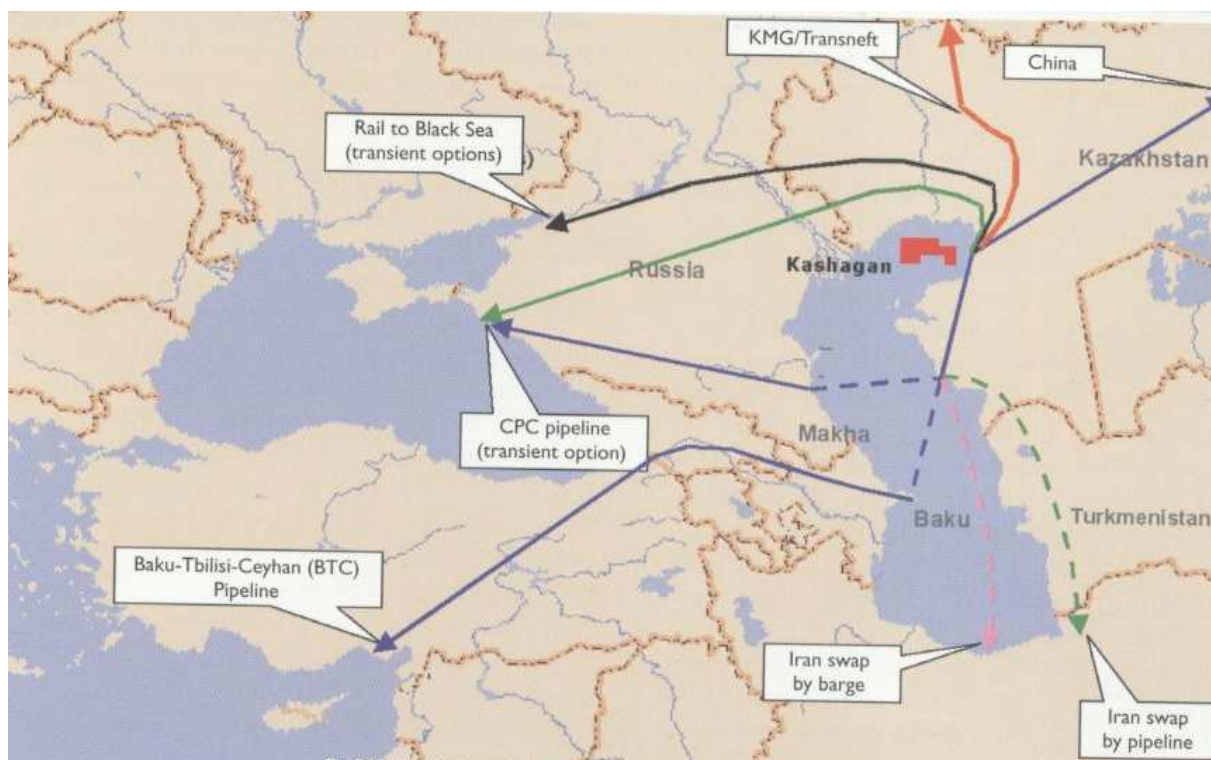 KMG/Transneft
China
Rail to Black Sea
(transient options)
Kazakhstan
Russia
Kashagan
CPC pipeline
(transient option)
Makha
Baku
Turkmenistan
Baku-Tbilisi-Ceyhan (BTC)
Pipeline
Iran swap
by barge
Iran swap
by pipeline